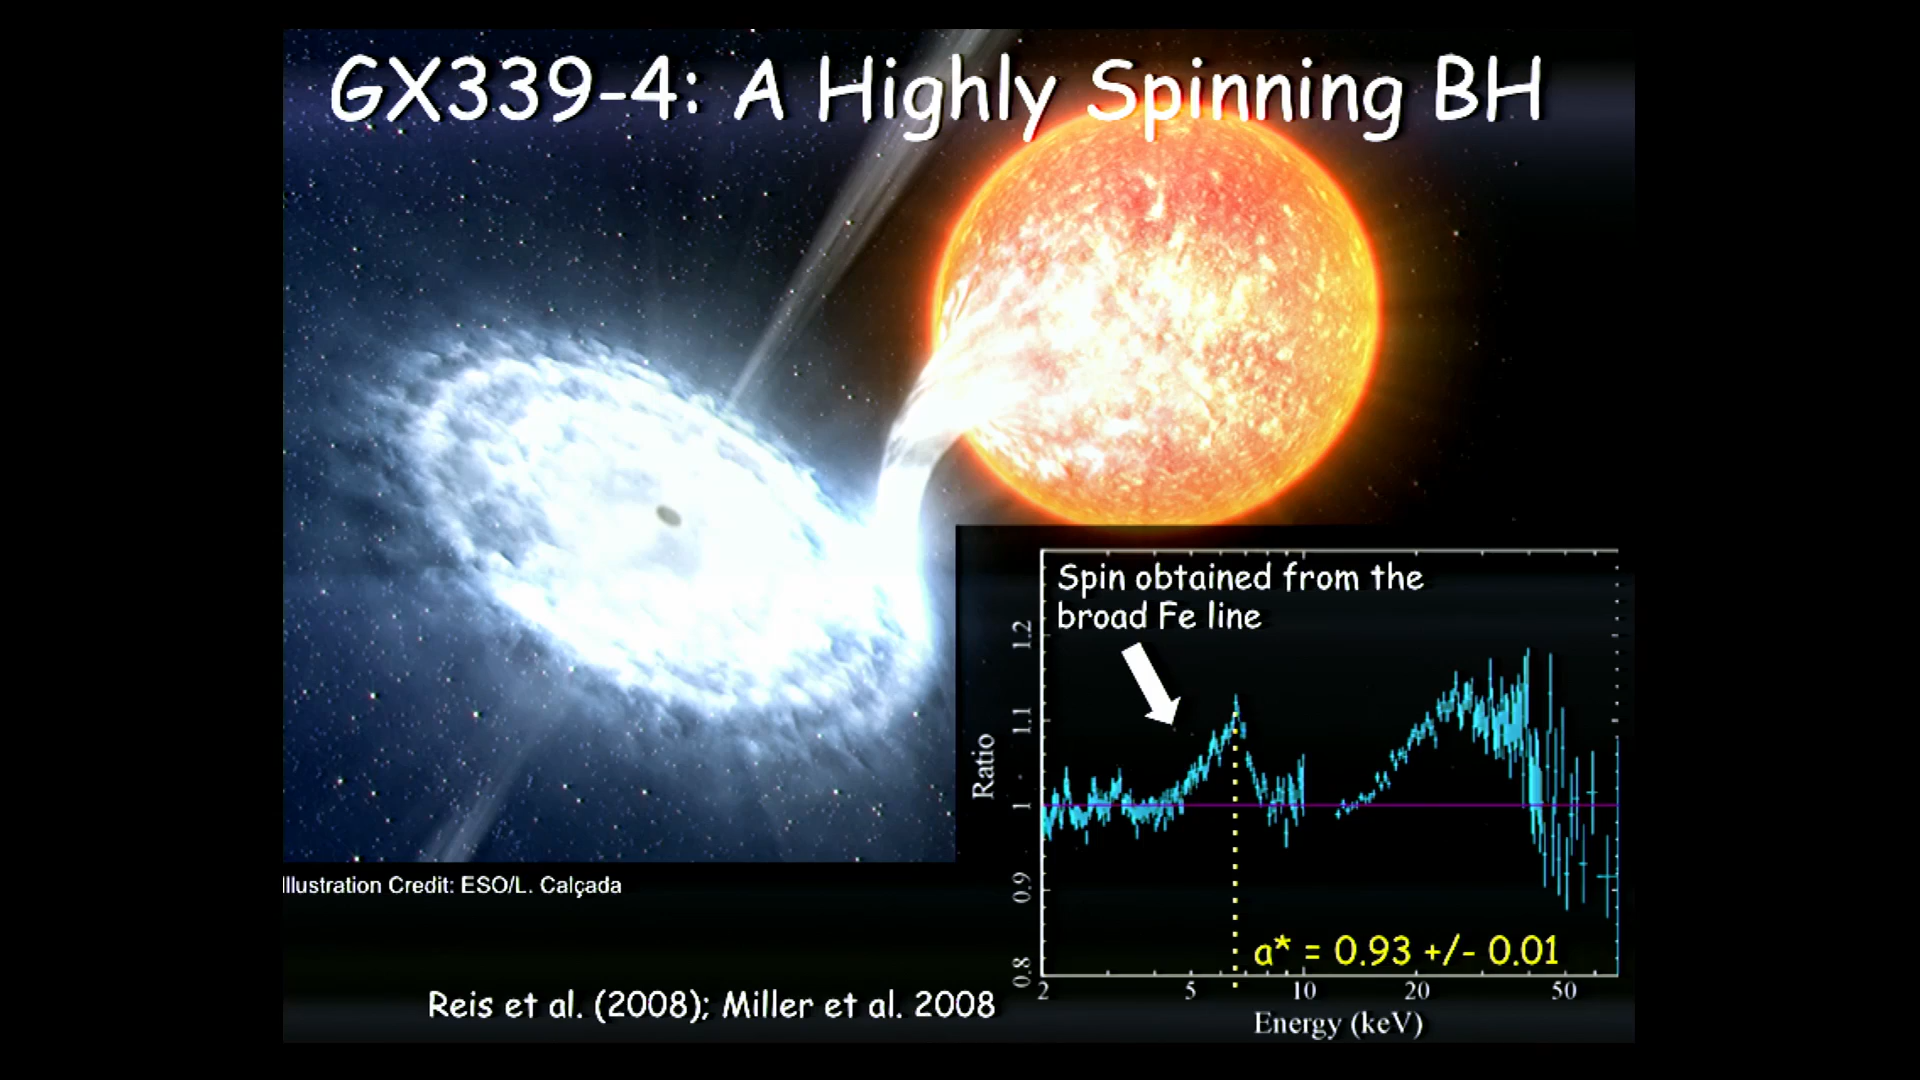 GX339-4: A Highly Spinning BH
Spin obtained from the
broad Fe line
Ratio
1.2
1.1
1
0.9
0.8
a* = 0.93 +/- 0.01
2 5 10 20 50
Energy (keV)
Illustration Credit: ESO/L. Calçada
Reis et al. (2008); Miller et al. 2008